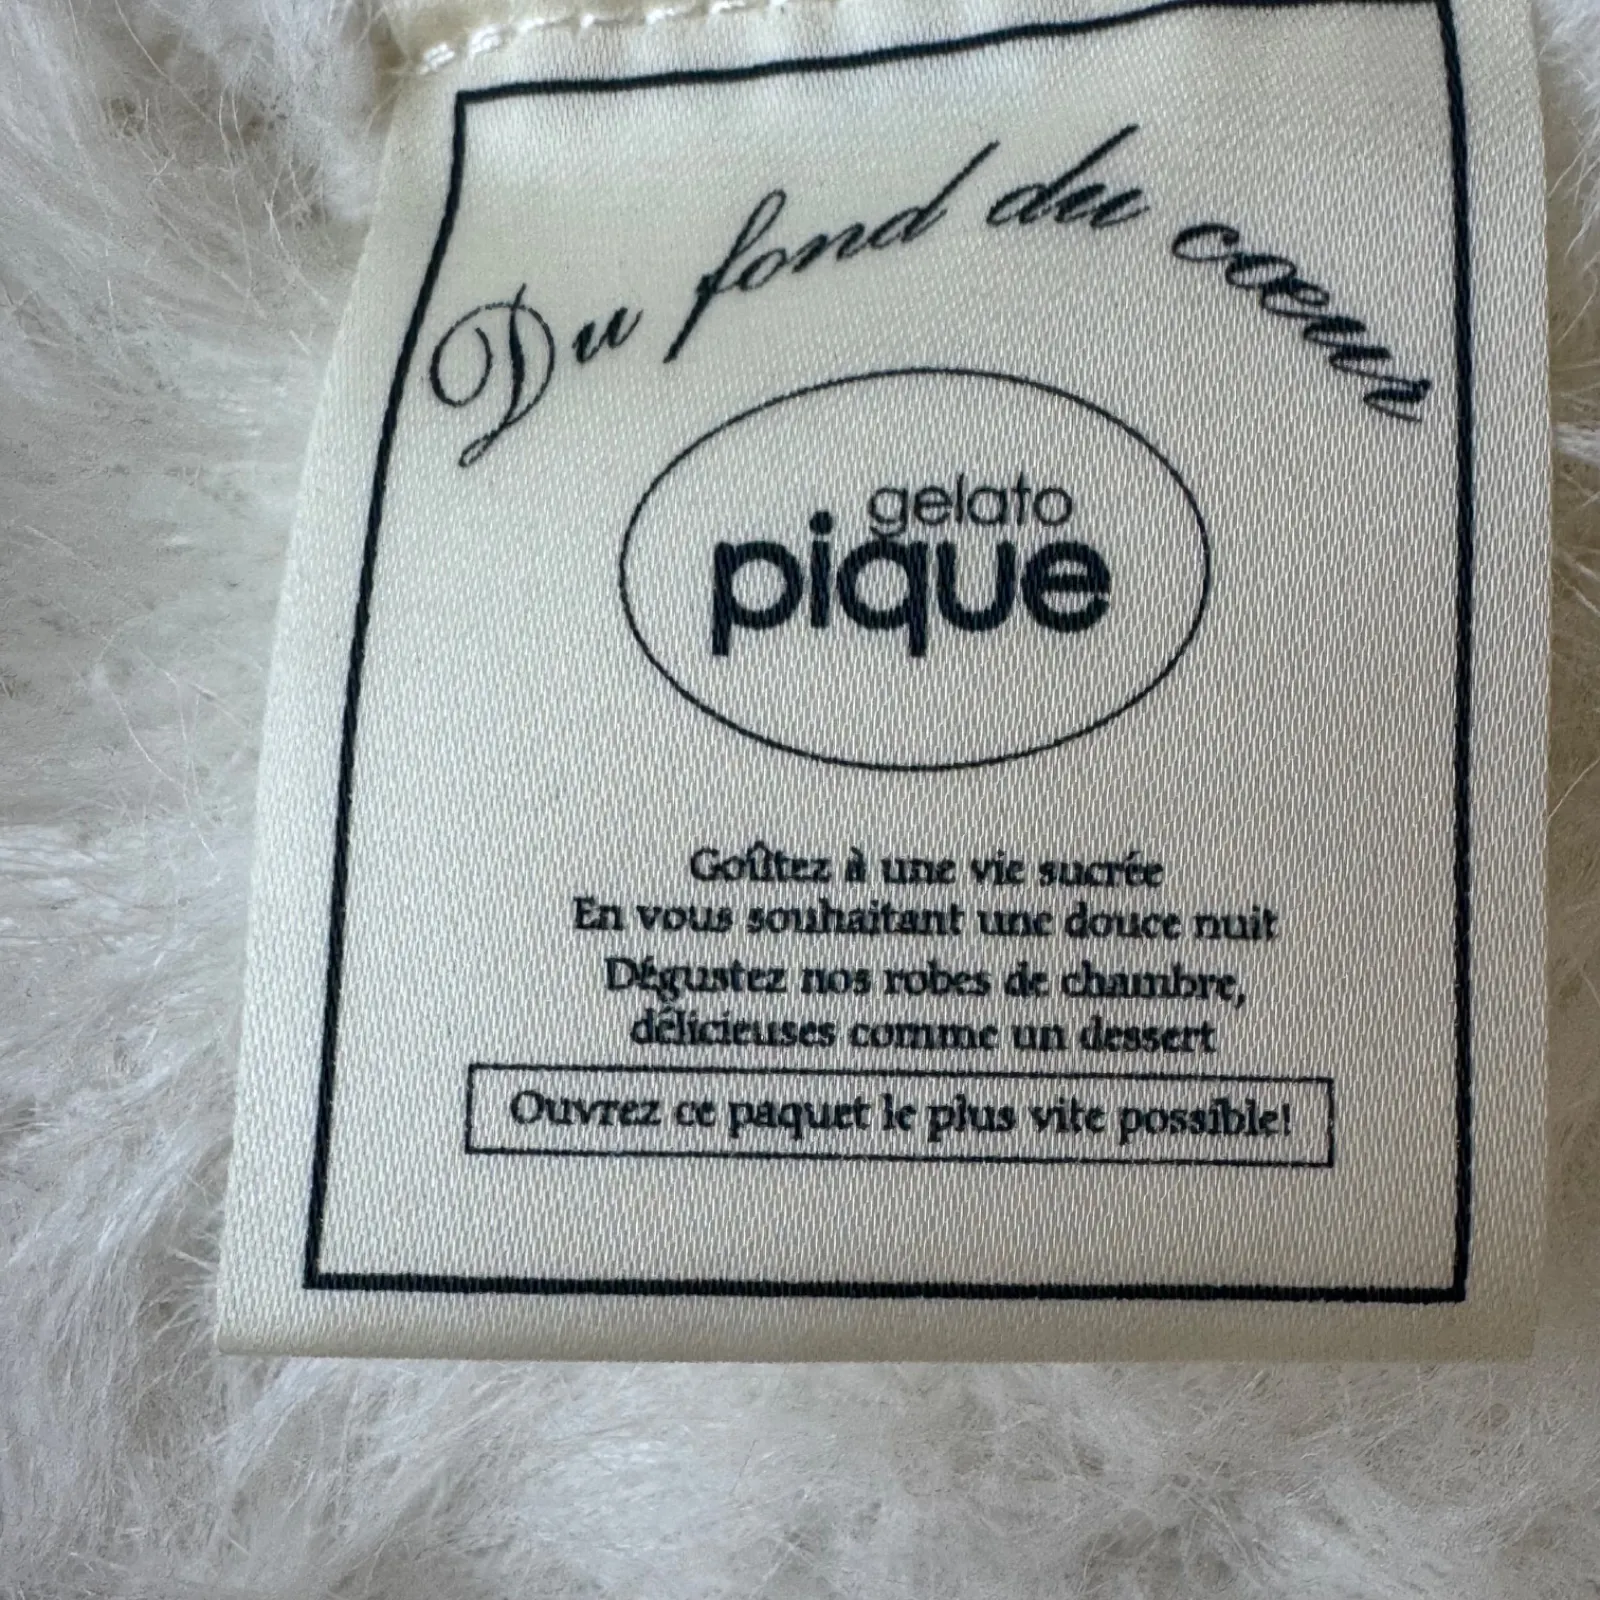 Du fond du cœur
gelato
pique
Goûtez à une vie sucrée
En vous souhaitant une douce nuit
Dégustez nos robes de chambre,
délicieuses comme un dessert
Ouvrez ce paquet le plus vite possible!